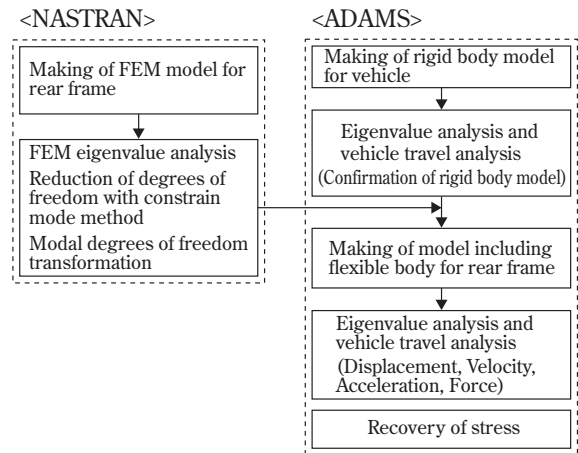 <NASTRAN>
Making of FEM model for
rear frame
FEM eigenvalue analysis
Reduction of degrees of
freedom with constrain
mode method
Modal degrees of freedom
transformation
<ADAMS>
Making of rigid body model
for vehicle
Eigenvalue analysis and
vehicle travel analysis
(Confirmation of rigid body model)
Making of model including
flexible body for rear frame
Eigenvalue analysis and
vehicle travel analysis
(Displacement, Velocity,
Acceleration, Force)
Recovery of stress